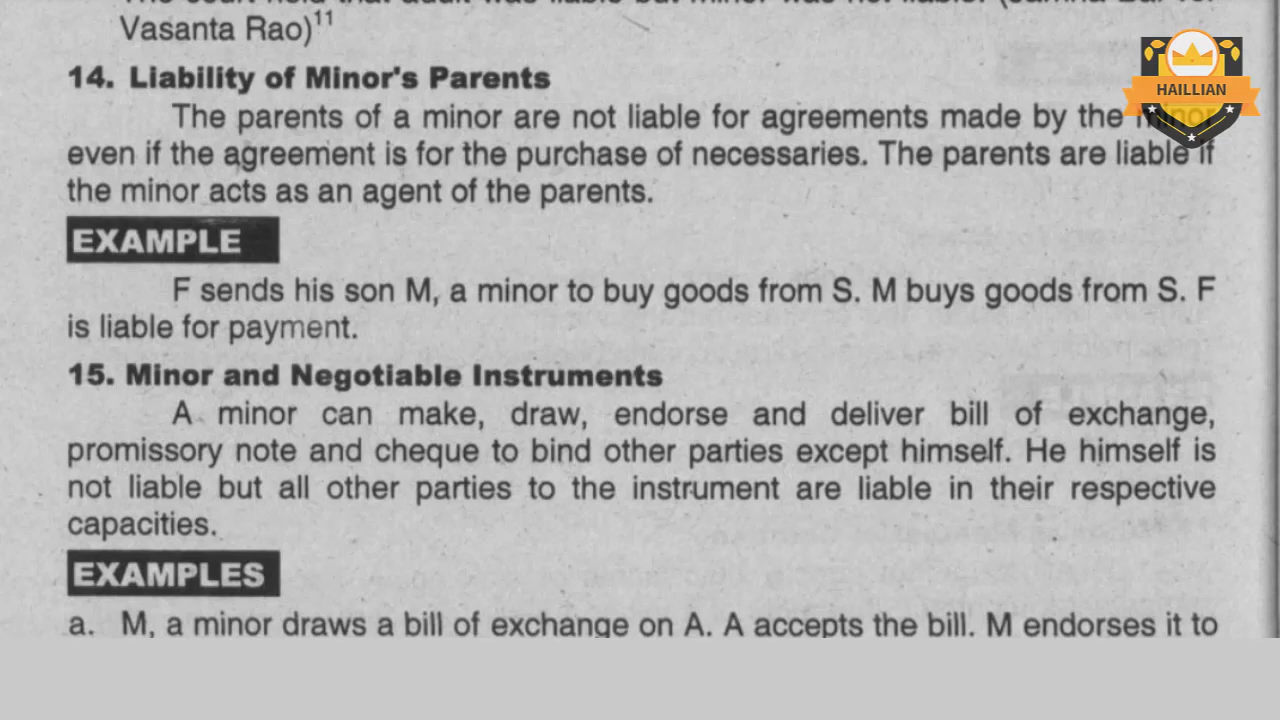 Vasanta Rao)11
14. Liability of Minor's Parents
The parents of a minor are not liable for agreements made by the minor
even if the agreement is for the purchase of necessaries. The parents are liable if
the minor acts as an agent of the parents.
EXAMPLE
F sends his son M, a minor to buy goods from S. M buys goods from S. F
is liable for payment.
15. Minor and Negotiable Instruments
A minor can make, draw, endorse and deliver bill of exchange,
promissory note and cheque to bind other parties except himself. He himself is
not liable but all other parties to the instrument are liable in their respective
capacities.
EXAMPLES
a. M, a minor draws a bill of exchange on A. A accepts the bill. M endorses it to
HAILLIAN